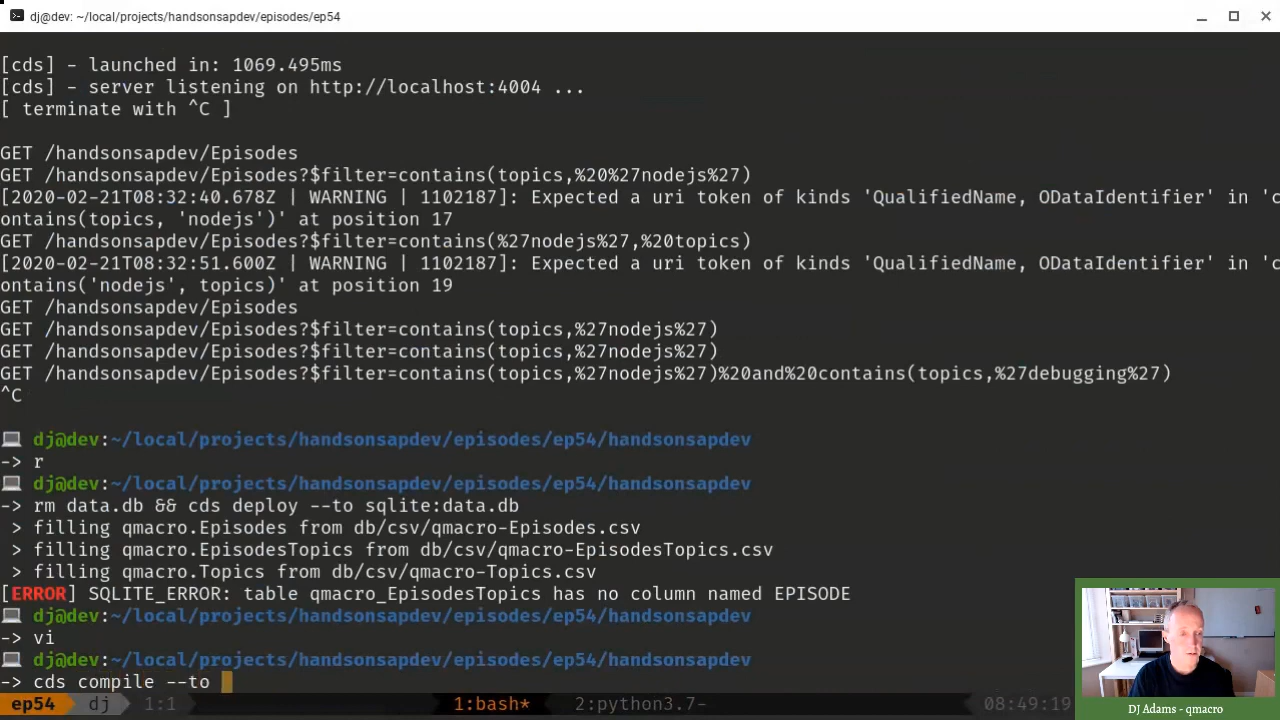 dj@dev: ~/local/projects/handsonsapdev/episodes/ep54
[cds] - launched in: 1069.495ms
[cds] - server listening on http://localhost:4004 ...
[ terminate with ^C ]
GET /handsonsapdev/Episodes
GET /handsonsapdev/Episodes?$filter=contains(topics,%20%27nodejs%27)
[2020-02-21T08:32:40.678Z | WARNING | 1102187]: Expected a uri token of kinds 'QualifiedName, ODataIdentifier' in 'c
ontains(topics, 'nodejs')' at position 17
GET /handsonsapdev/Episodes?$filter=contains(%27nodejs%27,%20topics)
[2020-02-21T08:32:51.600Z | WARNING | 1102187]: Expected a uri token of kinds 'QualifiedName, ODataIdentifier' in 'c
ontains('nodejs', topics)' at position 19
GET /handsonsapdev/Episodes
GET /handsonsapdev/Episodes?$filter=contains(topics,%27nodejs%27)
GET /handsonsapdev/Episodes?$filter=contains(topics,%27nodejs%27)
GET /handsonsapdev/Episodes?$filter=contains(topics,%27nodejs%27)%20and%20contains(topics,%27debugging%27)
^C
dj@dev:~/local/projects/handsonsapdev/episodes/ep54/handsonsapdev
-> r
dj@dev:~/local/projects/handsonsapdev/episodes/ep54/handsonsapdev
-> rm data.db && cds deploy --to sqlite:data.db
 > filling qmacro.Episodes from db/csv/qmacro-Episodes.csv
 > filling qmacro.EpisodesTopics from db/csv/qmacro-EpisodesTopics.csv
 > filling qmacro.Topics from db/csv/qmacro-Topics.csv
[ERROR] SQLITE_ERROR: table qmacro_EpisodesTopics has no column named EPISODE
dj@dev:~/local/projects/handsonsapdev/episodes/ep54/handsonsapdev
-> vi
dj@dev:~/local/projects/handsonsapdev/episodes/ep54/handsonsapdev
-> cds compile --to
ep54 dj 1:1 1:bash* 2:python3.7- 08:49:19
DJ Adams - qmacro